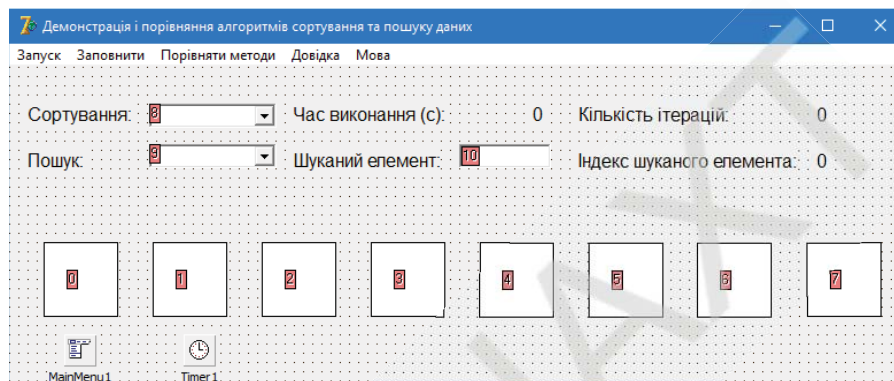 Демонстрація і порівняння алгоритмів сортування та пошуку даних
Запуск Заповнити Порівняти методи Довідка Мова
Сортування: 8 Час виконання (с): 0 Кількість ітерацій: 0
Пошук: 9 Шуканий елемент: 10 Індекс шуканого елемента: 0
0 1 2 3 4 5 6 7
MainMenu1 Timer1